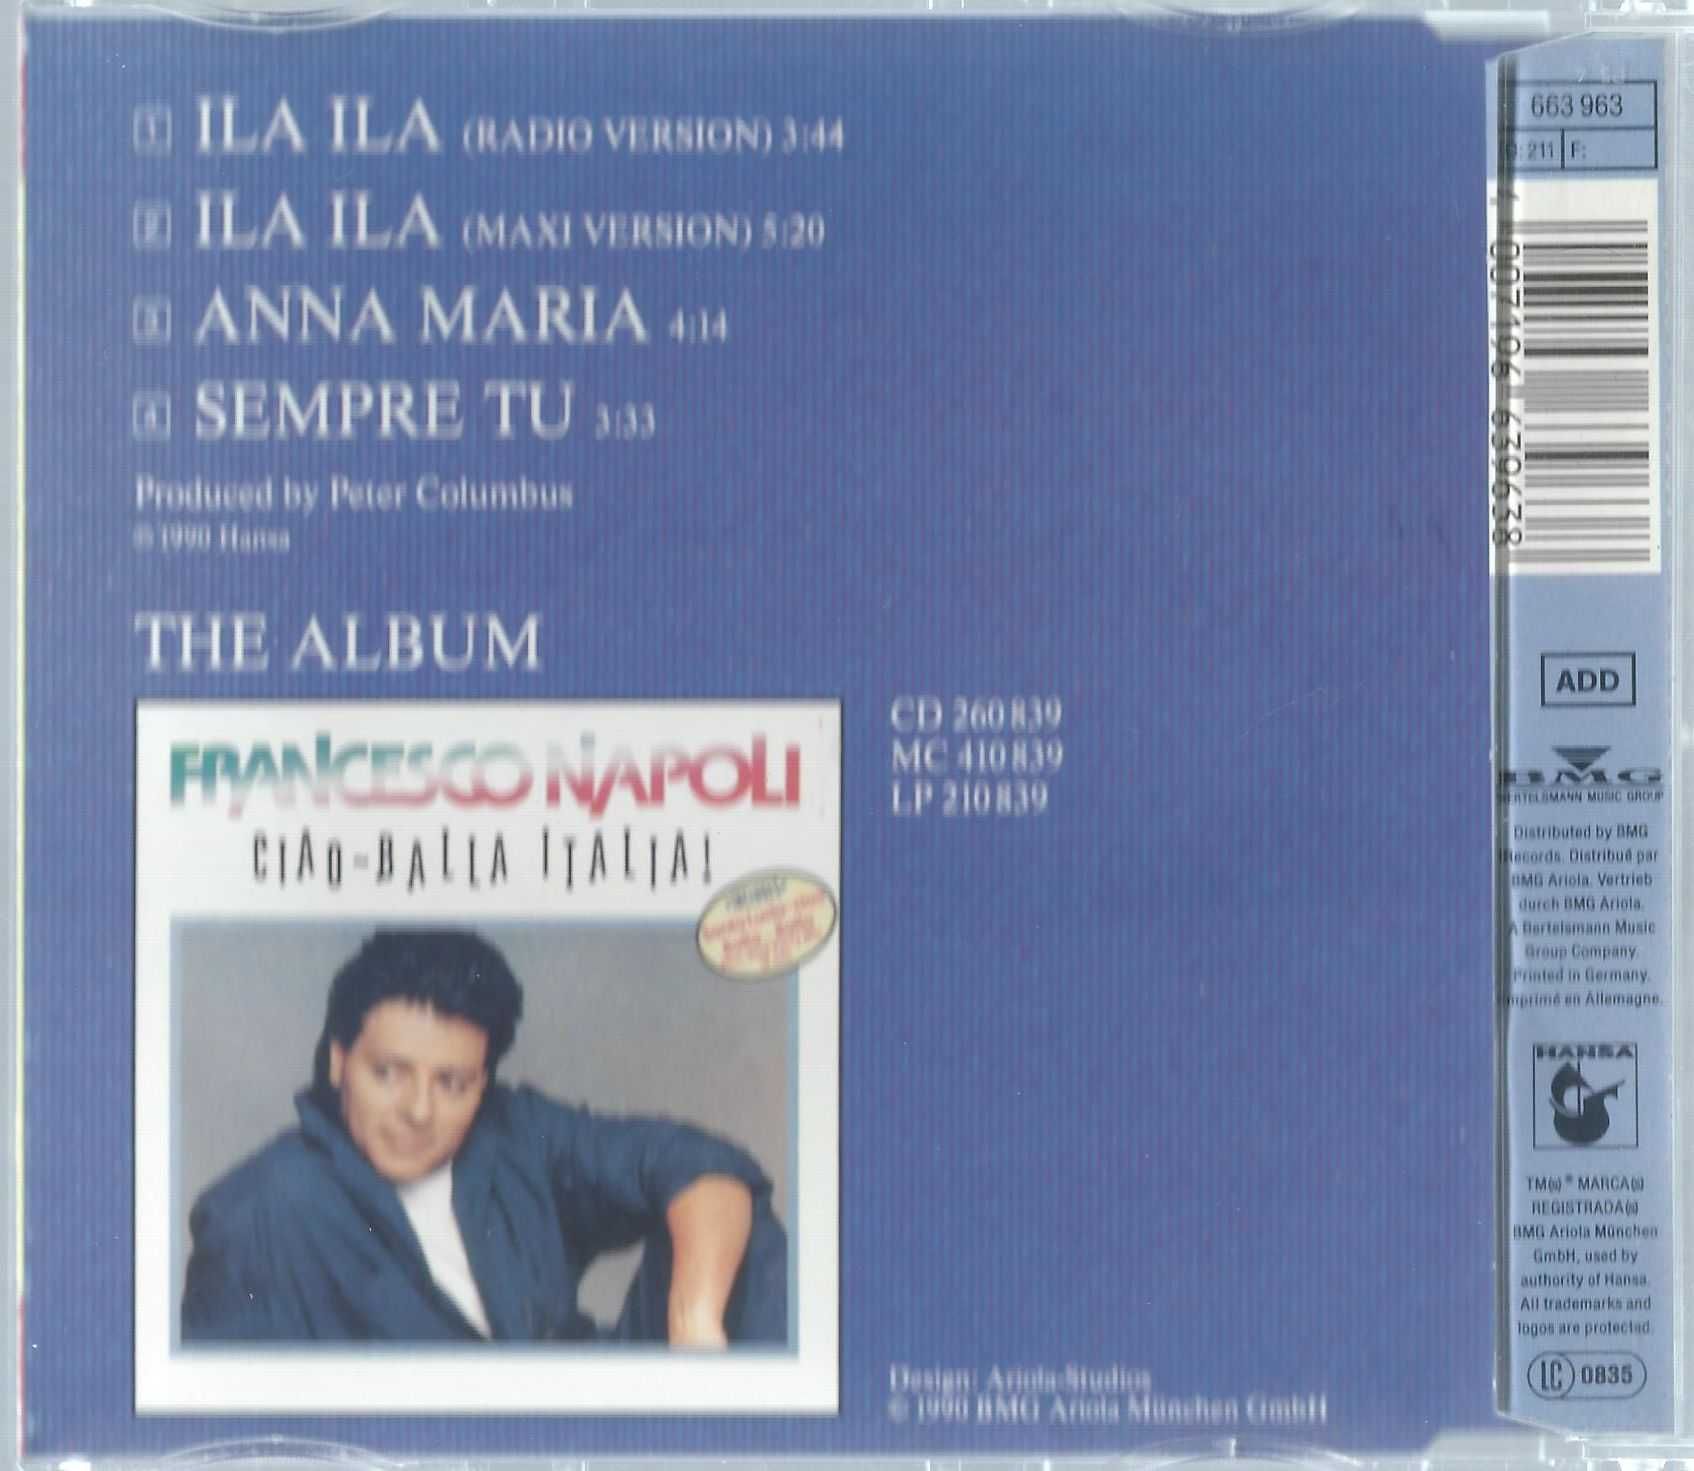 1 ILA ILA (RADIO VERSION) 3:44
2 ILA ILA (MAXI VERSION) 5:20
3 ANNA MARIA 4:14
4 SEMPRE TU 3:33
Produced by Peter Columbus
℗ 1990 Hansa
THE ALBUM
FRANCESCO NAPOLI
CIAO-BALLA ITALIA!
CD 260 839
MC 410 839
LP 210 839
Design: Ariola-Studios
© 1990 BMG Ariola München GmbH
663 963
: 211 F:
4 007196 639638
ADD
BMG
BERTELSMANN MUSIC GROUP
Distributed by BMG
Records. Distribué par
BMG Ariola. Vertrieb
durch BMG Ariola.
A Bertelsmann Music
Group Company.
Printed in Germany.
Imprimé en Allemagne.
HANSA
TM(s) ® MARCA(s)
REGISTRADA(s)
BMG Ariola München
GmbH, used by
authority of Hansa.
All trademarks and
logos are protected.
LC 0835